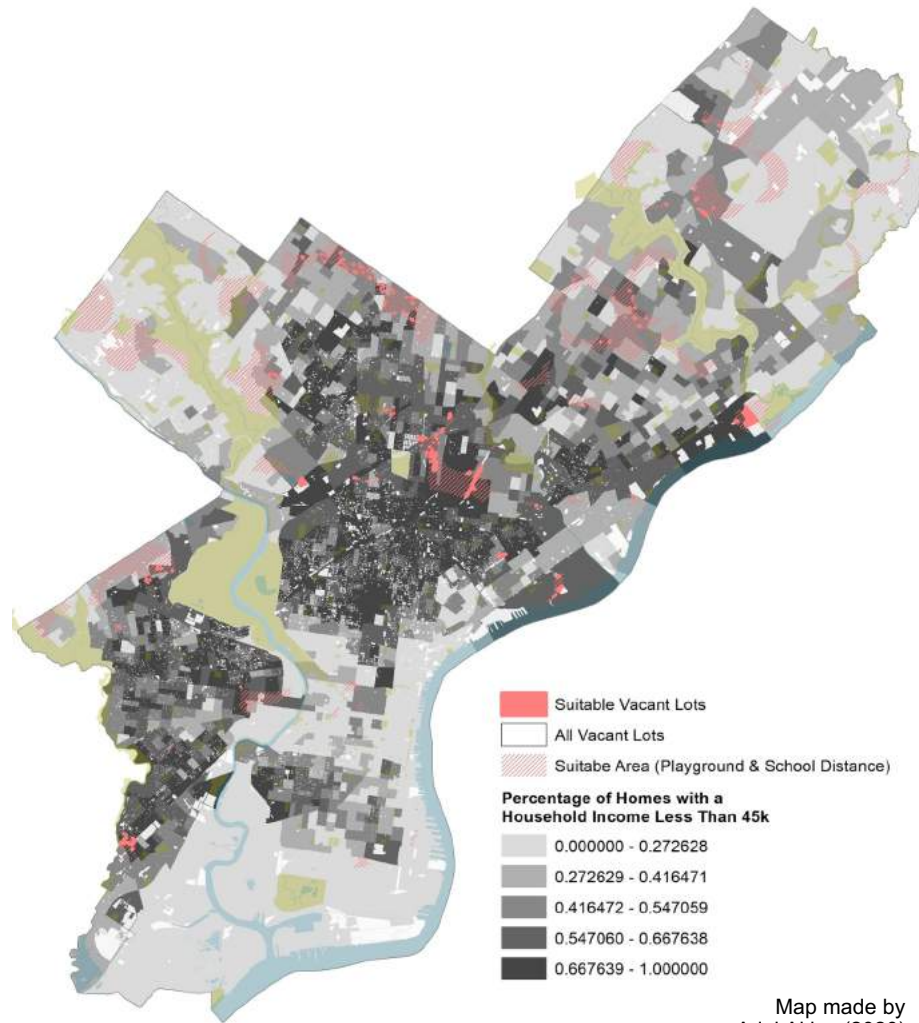 Suitable Vacant Lots
All Vacant Lots
Suitabe Area (Playground & School Distance)
Percentage of Homes with a
Household Income Less Than 45k
0.000000 - 0.272628
0.272629 - 0.416471
0.416472 - 0.547059
0.547060 - 0.667638
0.667639 - 1.000000
Map made by